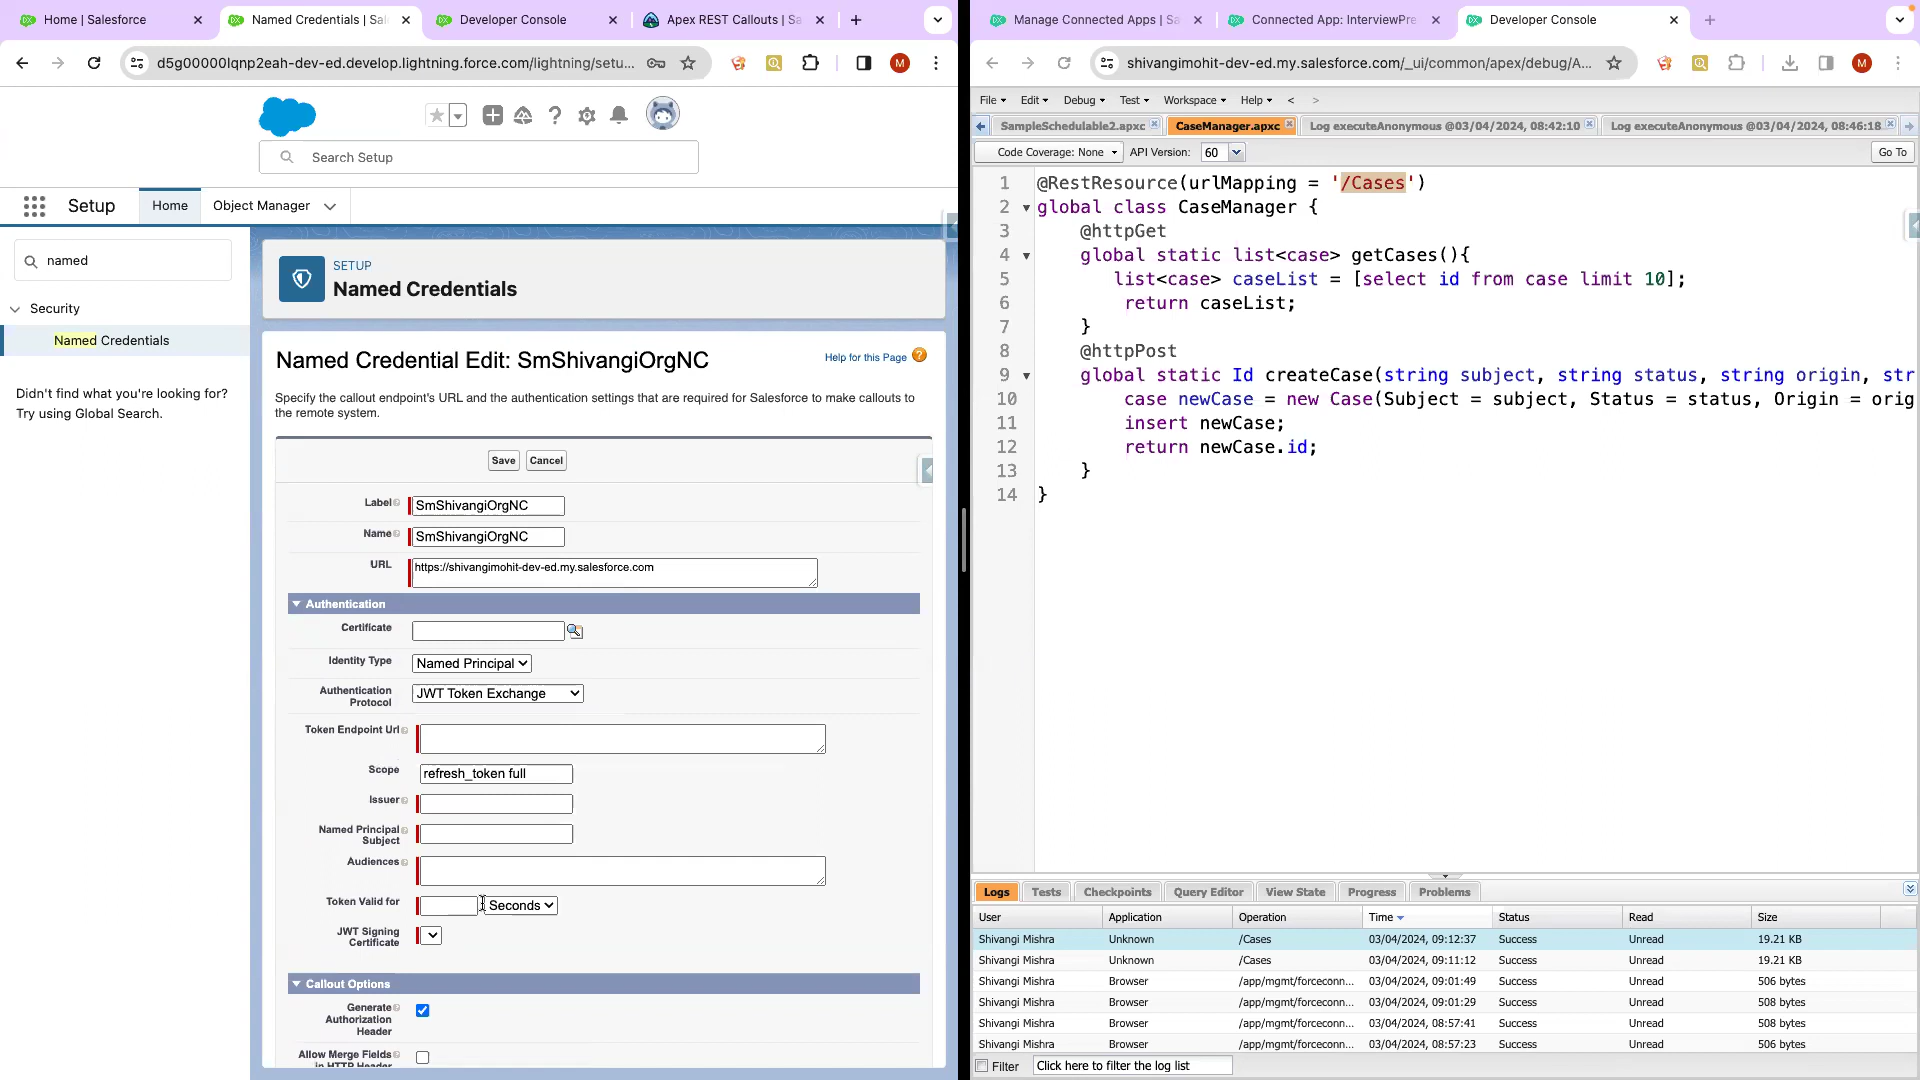 Home | Salesforce
Named Credentials | Sal
Developer Console
Apex REST Callouts | Sa
d5g00000lqnp2eah-dev-ed.develop.lightning.force.com/lightning/setu...
M
Search Setup
Setup
Home
Object Manager
named
Security
Named Credentials
Didn't find what you're looking for?
Try using Global Search.
SETUP
Named Credentials
Named Credential Edit: SmShivangiOrgNC
Help for this Page
Specify the callout endpoint's URL and the authentication settings that are required for Salesforce to make callouts to
the remote system.
Save
Cancel
Label
SmShivangiOrgNC
Name
SmShivangiOrgNC
URL
https://shivangimohit-dev-ed.my.salesforce.com
Authentication
Certificate
Identity Type
Named Principal
Authentication
Protocol
JWT Token Exchange
Token Endpoint Url
Scope
refresh_token full
Issuer
Named Principal
Subject
Audiences
Token Valid for
Seconds
JWT Signing
Certificate
Callout Options
Generate
Authorization
Header
Allow Merge Fields
in HTTP Header
Manage Connected Apps | Sa
Connected App: InterviewPre
Developer Console
shivangimohit-dev-ed.my.salesforce.com/_ui/common/apex/debug/A...
M
File
Edit
Debug
Test
Workspace
Help
<
>
SampleSchedulable2.apxc
CaseManager.apxc
Log executeAnonymous @03/04/2024, 08:42:10
Log executeAnonymous @03/04/2024, 08:46:18
Code Coverage: None
API Version:
60
Go To
1 @RestResource(urlMapping = '/Cases')
2 global class CaseManager {
3 @httpGet
4 global static list<case> getCases(){
5 list<case> caseList = [select id from case limit 10];
6 return caseList;
7 }
8 @httpPost
9 global static Id createCase(string subject, string status, string origin, str
10 case newCase = new Case(Subject = subject, Status = status, Origin = orig
11 insert newCase;
12 return newCase.id;
13 }
14 }
Logs
Tests
Checkpoints
Query Editor
View State
Progress
Problems
User Application Operation Time Status Read Size
Shivangi Mishra Unknown /Cases 03/04/2024, 09:12:37 Success Unread 19.21 KB
Shivangi Mishra Unknown /Cases 03/04/2024, 09:11:12 Success Unread 19.21 KB
Shivangi Mishra Browser /app/mgmt/forceconn... 03/04/2024, 09:01:49 Success Unread 506 bytes
Shivangi Mishra Browser /app/mgmt/forceconn... 03/04/2024, 09:01:29 Success Unread 508 bytes
Shivangi Mishra Browser /app/mgmt/forceconn... 03/04/2024, 08:57:41 Success Unread 508 bytes
Shivangi Mishra Browser /app/mgmt/forceconn... 03/04/2024, 08:57:23 Success Unread 506 bytes
Filter
Click here to filter the log list